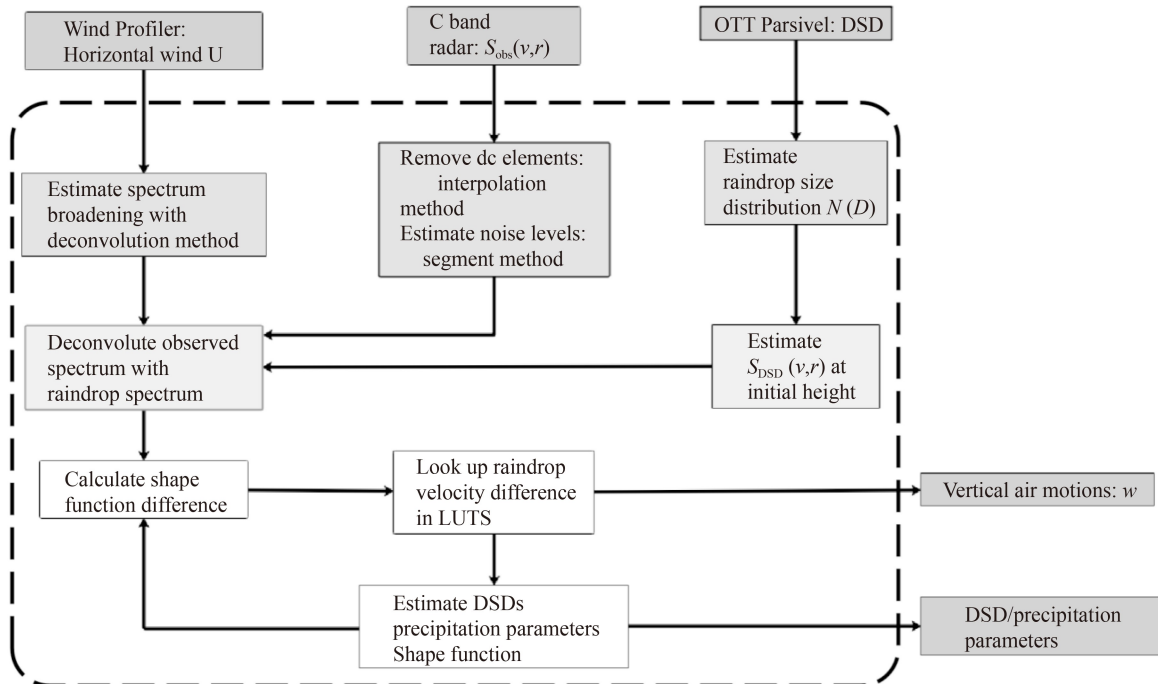 Wind Profiler:
Horizontal wind U
C band
radar: S_obs(v,r)
OTT Parsivel: DSD
Estimate spectrum
broadening with
deconvolution method
Remove dc elements:
interpolation
method
Estimate noise levels:
segment method
Estimate
raindrop size
distribution N (D)
Deconvolute observed
spectrum with
raindrop spectrum
Estimate
S_DSD (v,r) at
initial height
Calculate shape
function difference
Look up raindrop
velocity difference
in LUTS
Vertical air motions: w
Estimate DSDs
precipitation parameters
Shape function
DSD/precipitation
parameters